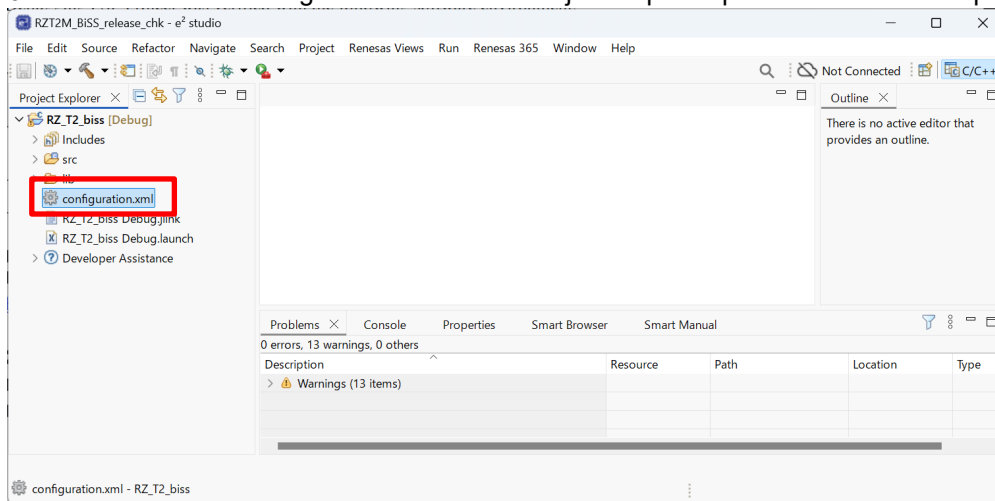 RZT2M_BiSS_release_chk - e² studio
File Edit Source Refactor Navigate Search Project Renesas Views Run Renesas 365 Window Help
Not Connected C/C++
Project Explorer
Outline
RZ_T2_biss [Debug]
There is no active editor that
Includes
provides an outline.
src
lib
configuration.xml
RZ_T2_biss Debug.jlink
RZ_T2_biss Debug.launch
Developer Assistance
Problems Console Properties Smart Browser Smart Manual
0 errors, 13 warnings, 0 others
Description Resource Path Location Type
Warnings (13 items)
configuration.xml - RZ_T2_biss